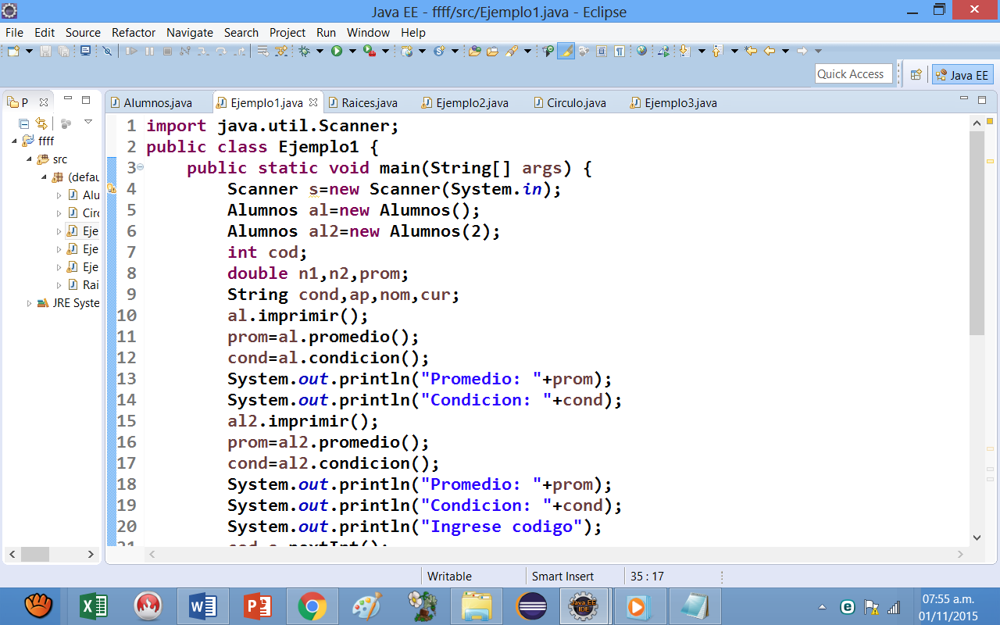 Java EE - ffff/src/Ejemplo1.java - Eclipse
File Edit Source Refactor Navigate Search Project Run Window Help
Quick Access
Java EE
P
Alumnos.java Ejemplo1.java Raices.java Ejemplo2.java Circulo.java Ejemplo3.java
ffff
src
(defau
Alu
Circ
Eje
Eje
Eje
Rai
JRE Syste
1 import java.util.Scanner;
2 public class Ejemplo1 {
3 public static void main(String[] args) {
4 Scanner s=new Scanner(System.in);
5 Alumnos al=new Alumnos();
6 Alumnos al2=new Alumnos(2);
7 int cod;
8 double n1,n2,prom;
9 String cond,ap,nom,cur;
10 al.imprimir();
11 prom=al.promedio();
12 cond=al.condicion();
13 System.out.println("Promedio: "+prom);
14 System.out.println("Condicion: "+cond);
15 al2.imprimir();
16 prom=al2.promedio();
17 cond=al2.condicion();
18 System.out.println("Promedio: "+prom);
19 System.out.println("Condicion: "+cond);
20 System.out.println("Ingrese codigo");
Writable Smart Insert 35 : 17
07:55 a.m.
01/11/2015